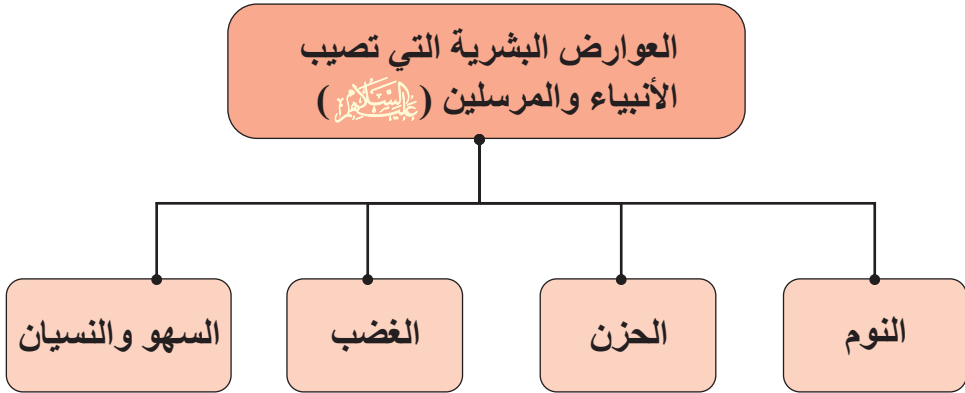 العوارض البشرية التي تصيب
الأنبياء والمرسلين (عليهم السلام)
النوم
الحزن
الغضب
السهو والنسيان